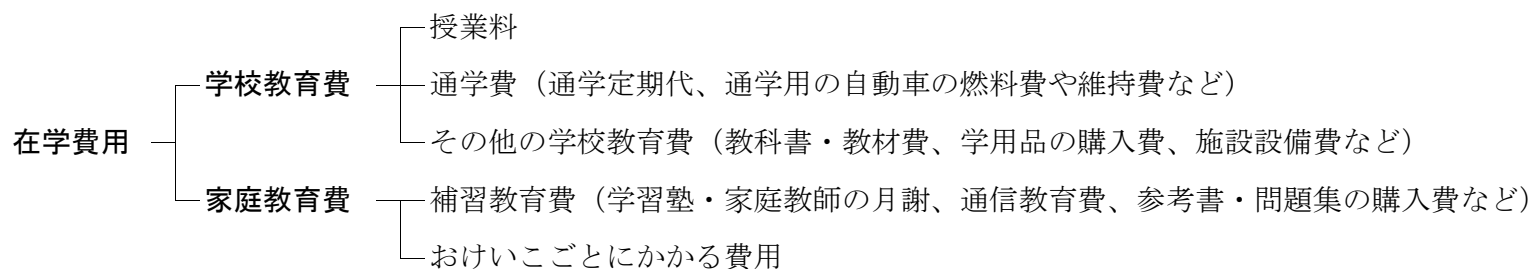 授業料
学校教育費
通学費（通学定期代、通学用の自動車の燃料費や維持費など）
在学費用
その他の学校教育費（教科書・教材費、学用品の購入費、施設設備費など）
家庭教育費
補習教育費（学習塾・家庭教師の月謝、通信教育費、参考書・問題集の購入費など）
おけいこごとにかかる費用